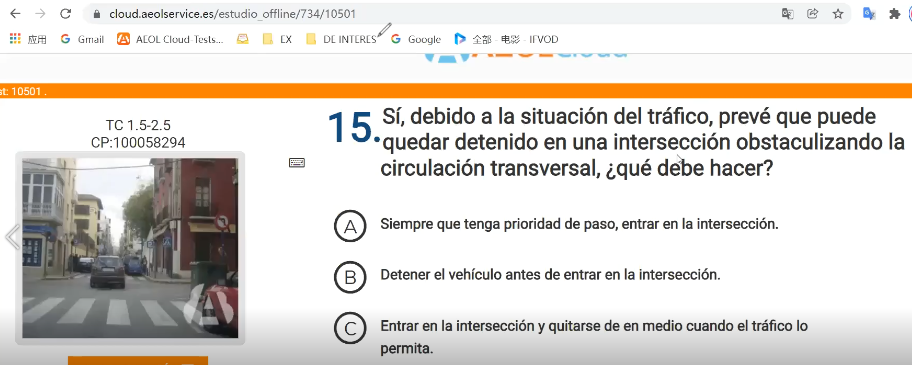 cloud.aeolservice.es/estudio_offline/734/10501
应用 Gmail AEOL Cloud-Tests... EX DE INTERES Google 全部 - 电影 - IFVOD
st: 10501 .
TC 1.5-2.5
CP:100058294
15. Sí, debido a la situación del tráfico, prevé que puede
quedar detenido en una intersección obstaculizando la
circulación transversal, ¿qué debe hacer?
A Siempre que tenga prioridad de paso, entrar en la intersección.
B Detener el vehículo antes de entrar en la intersección.
C Entrar en la intersección y quitarse de en medio cuando el tráfico lo
permita.